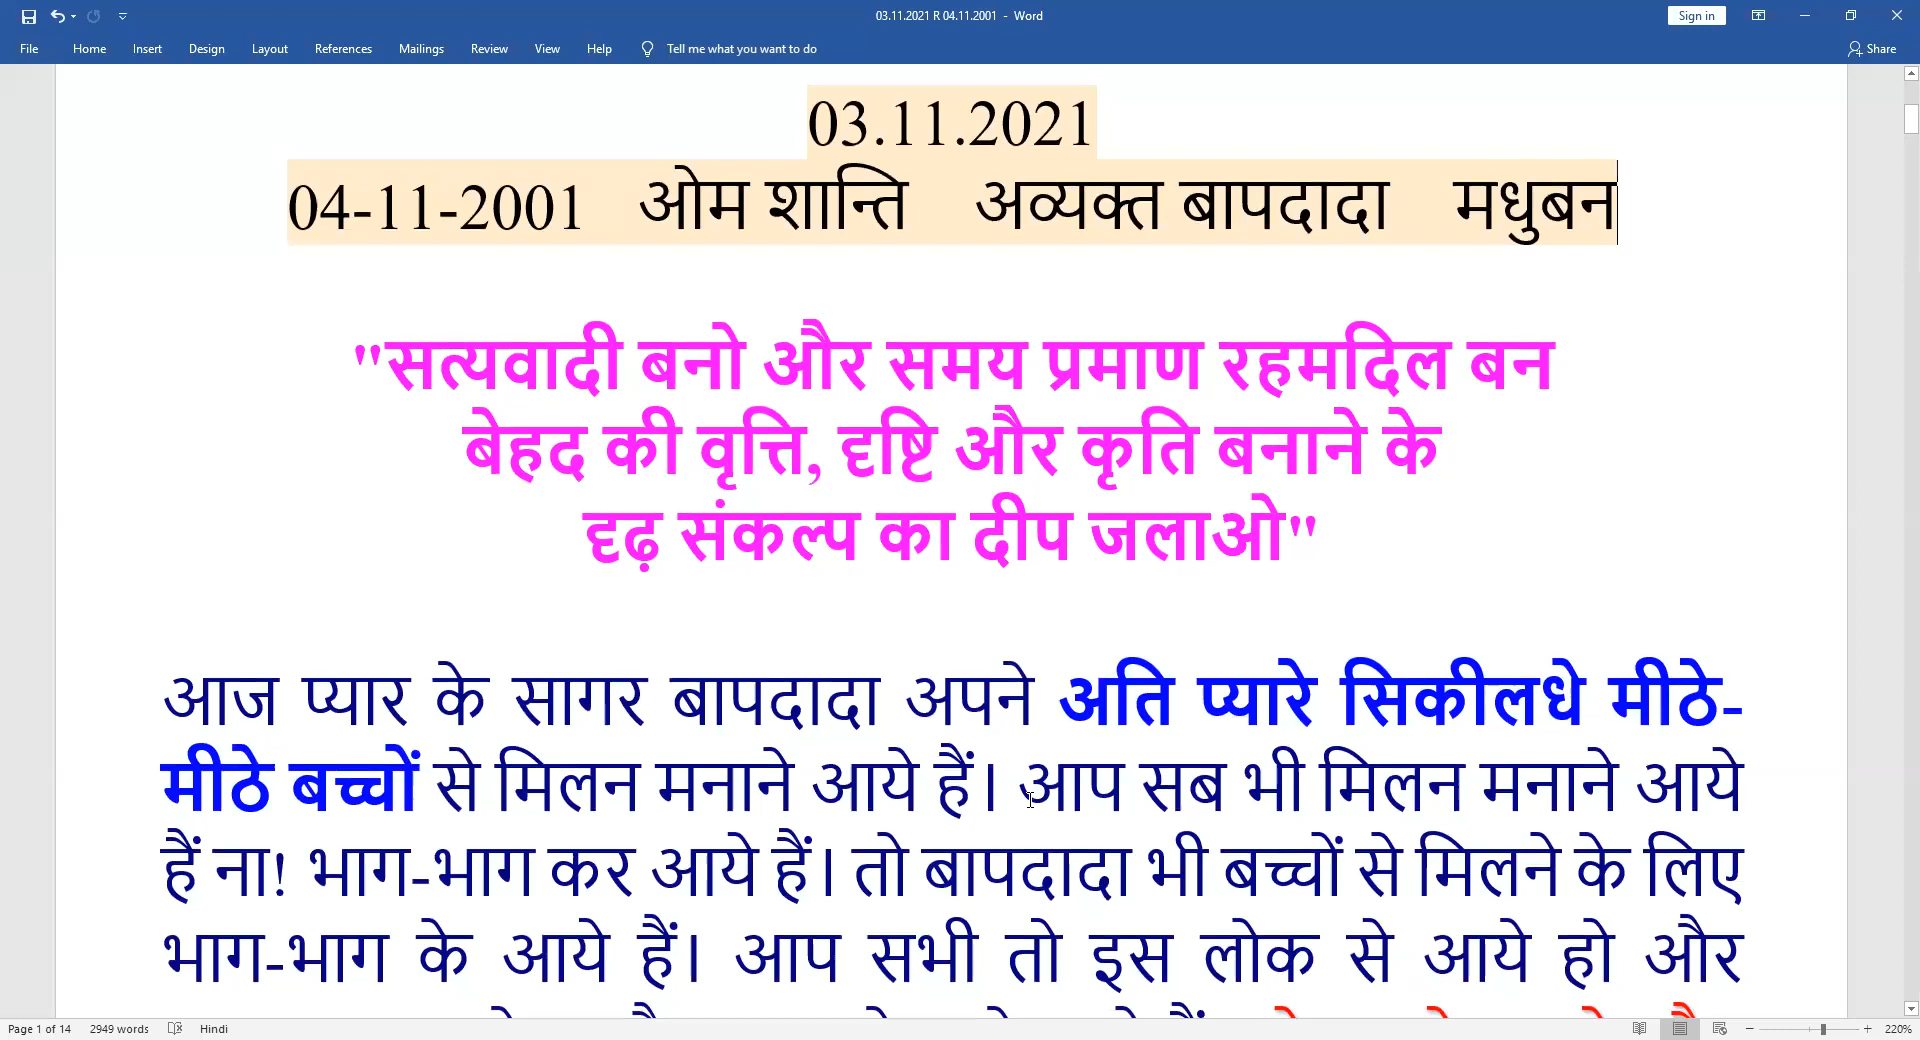 03.11.2021 R 04.11.2001 - Word
Sign in
File Home Insert Design Layout References Mailings Review View Help Tell me what you want to do Share
03.11.2021
04-11-2001 ओम शान्ति अव्यक्त बापदादा मधुबन
"सत्यवादी बनो और समय प्रमाण रहमदिल बन
बेहद की वृत्ति, दृष्टि और कृति बनाने के
दृढ़ संकल्प का दीप जलाओ"
आज प्यार के सागर बापदादा अपने अति प्यारे सिकीलधे मीठे-
मीठे बच्चों से मिलन मनाने आये हैं। आप सब भी मिलन मनाने आये
हैं ना! भाग-भाग कर आये हैं। तो बापदादा भी बच्चों से मिलने के लिए
भाग-भाग के आये हैं। आप सभी तो इस लोक से आये हो और
Page 1 of 14 2949 words Hindi 220%